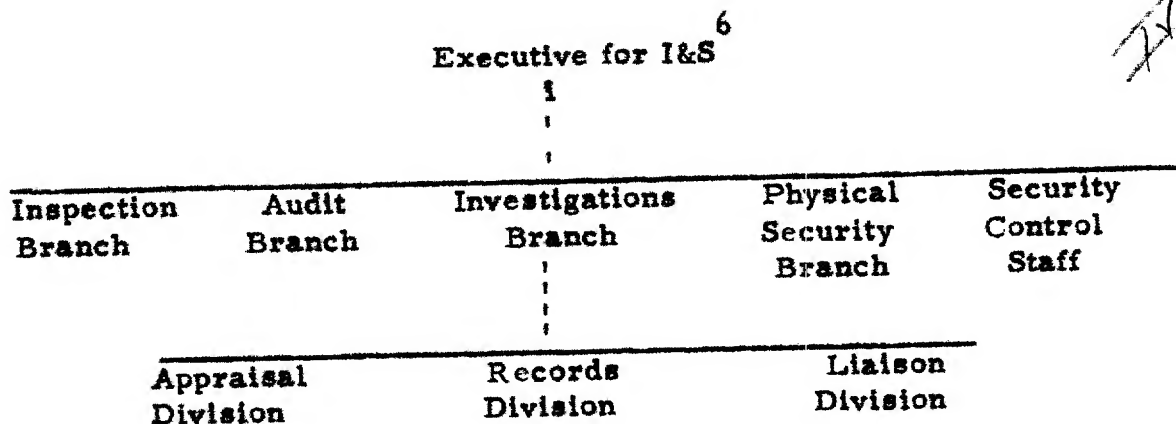 Executive for I&S 6
Inspection Branch Audit Branch Investigations Branch Physical Security Branch Security Control Staff
Appraisal Division Records Division Liaison Division